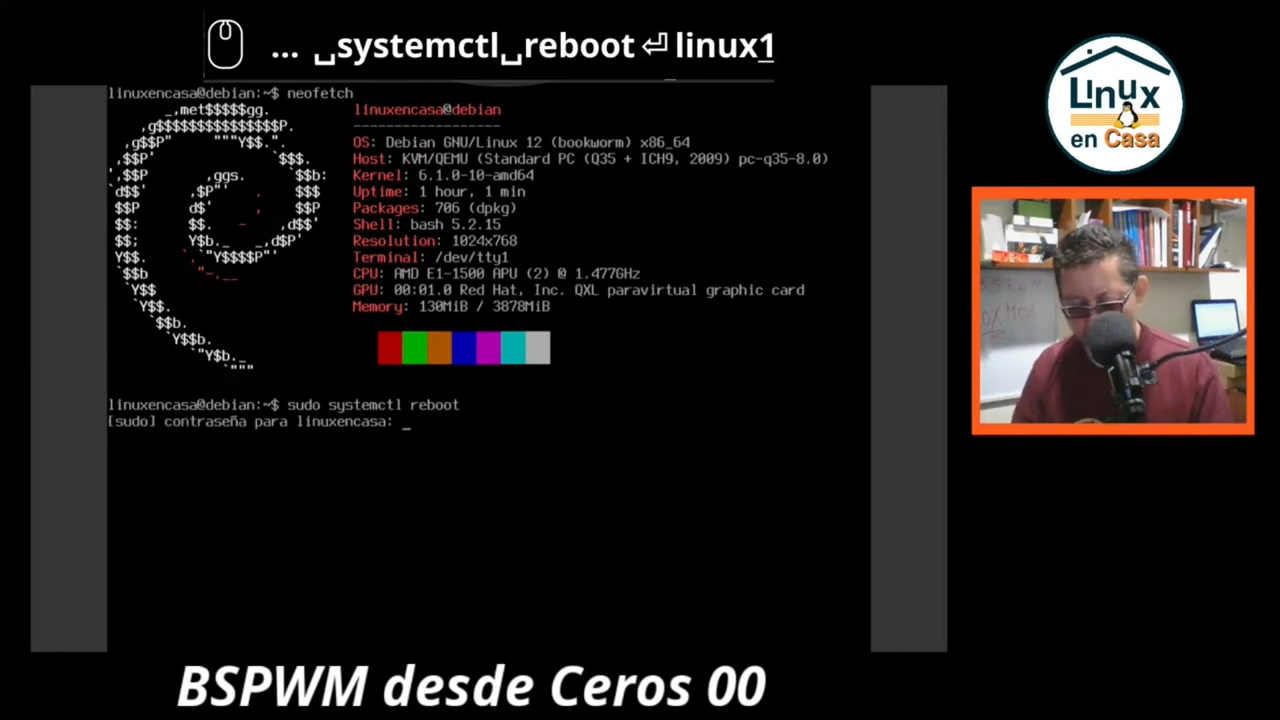 ... ␣systemctl␣reboot⏎linux1
Linux
en Casa
linuxencasa@debian:~$ neofetch
linuxencasa@debian
------------------
OS: Debian GNU/Linux 12 (bookworm) x86_64
Host: KVM/QEMU (Standard PC (Q35 + ICH9, 2009) pc-q35-8.0)
Kernel: 6.1.0-10-amd64
Uptime: 1 hour, 1 min
Packages: 706 (dpkg)
Shell: bash 5.2.15
Resolution: 1024x768
Terminal: /dev/tty1
CPU: AMD E1-1500 APU (2) @ 1.477GHz
GPU: 00:01.0 Red Hat, Inc. QXL paravirtual graphic card
Memory: 130MiB / 3878MiB
linuxencasa@debian:~$ sudo systemctl reboot
[sudo] contraseña para linuxencasa: _
BSPWM desde Ceros 00